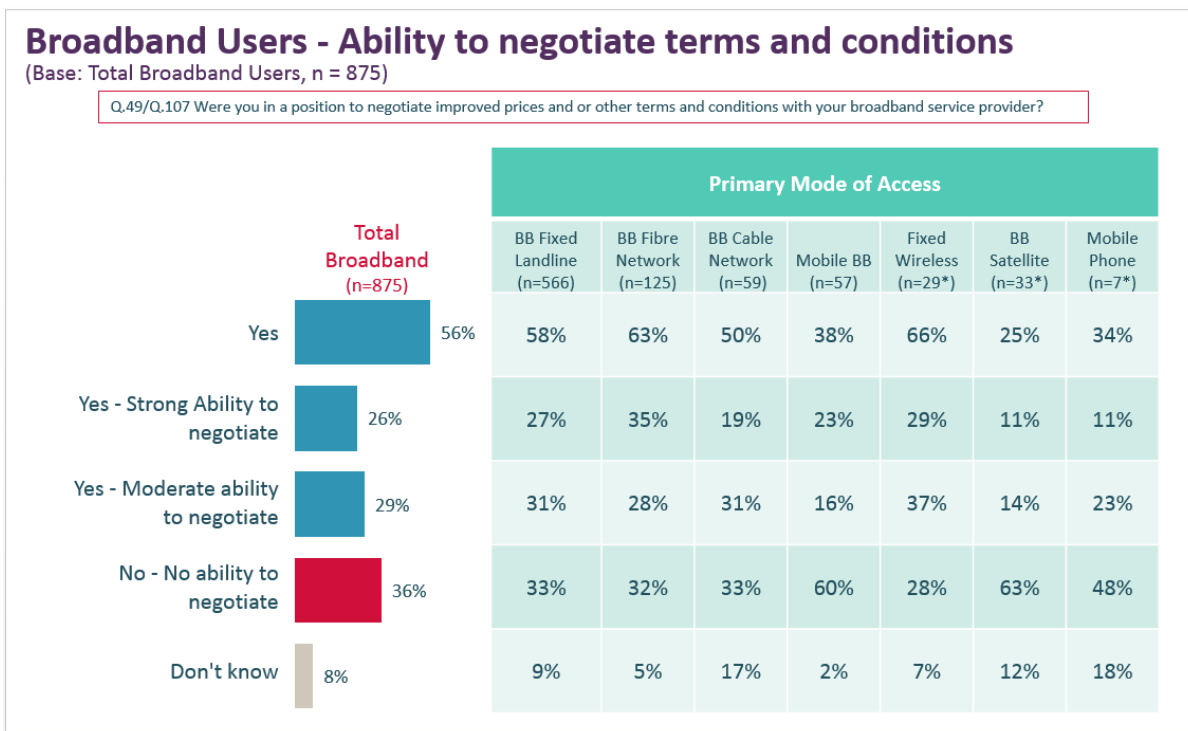 Broadband Users - Ability to negotiate terms and conditions
(Base: Total Broadband Users, n = 875)
Q.49/Q.107 Were you in a position to negotiate improved prices and or other terms and conditions with your broadband service provider?
Primary Mode of Access
Total
Broadband
(n=875)
BB Fixed
Landline
(n=566)
BB Fibre
Network
(n=125)
BB Cable
Network
(n=59)
Mobile BB
(n=57)
Fixed
Wireless
(n=29*)
BB
Satellite
(n=33*)
Mobile
Phone
(n=7*)
Yes
56%
58% 63% 50% 38% 66% 25% 34%
Yes - Strong Ability to
negotiate
26%
27% 35% 19% 23% 29% 11% 11%
Yes - Moderate ability
to negotiate
29%
31% 28% 31% 16% 37% 14% 23%
No - No ability to
negotiate
36%
33% 32% 33% 60% 28% 63% 48%
Don't know
8%
9% 5% 17% 2% 7% 12% 18%